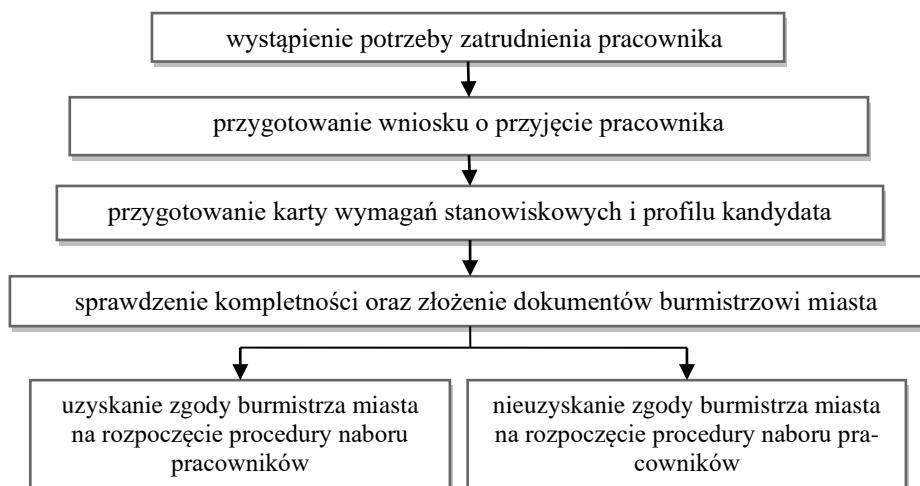 wystąpienie potrzeby zatrudnienia pracownika
przygotowanie wniosku o przyjęcie pracownika
przygotowanie karty wymagań stanowiskowych i profilu kandydata
sprawdzenie kompletności oraz złożenie dokumentów burmistrzowi miasta
uzyskanie zgody burmistrza miasta
na rozpoczęcie procedury naboru
pracowników
nieuzyskanie zgody burmistrza miasta
na rozpoczęcie procedury naboru pra-
cowników